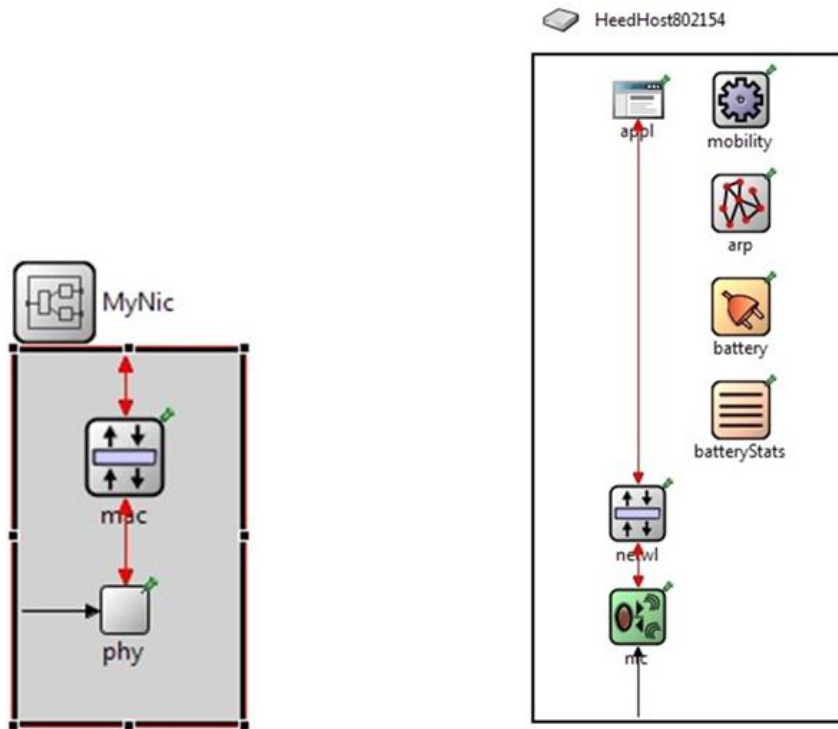 HeedHost802154
appl
mobility
arp
battery
batteryStats
netwl
nic
MyNic
mac
phy